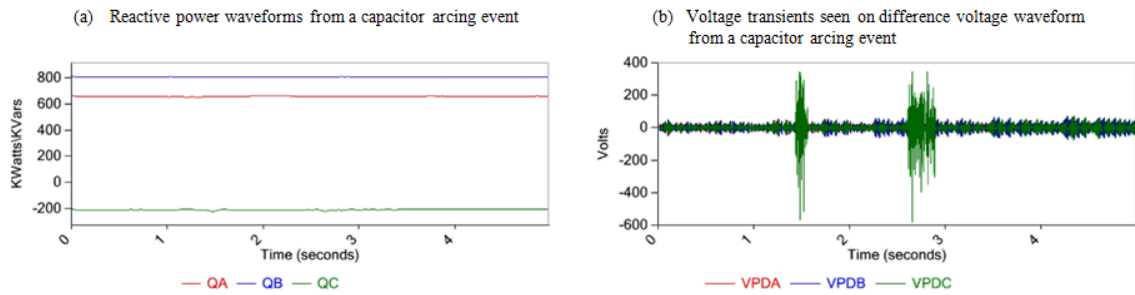 (a) Reactive power waveforms from a capacitor arcing event
KWatts\KVars
800
600
400
200
0
-200
0
1
2
3
4
Time (seconds)
QA QB QC
(b) Voltage transients seen on difference voltage waveform
from a capacitor arcing event
Volts
400
200
0
-200
-400
-600
0
1
2
3
4
Time (seconds)
VPDA VPDB VPDC